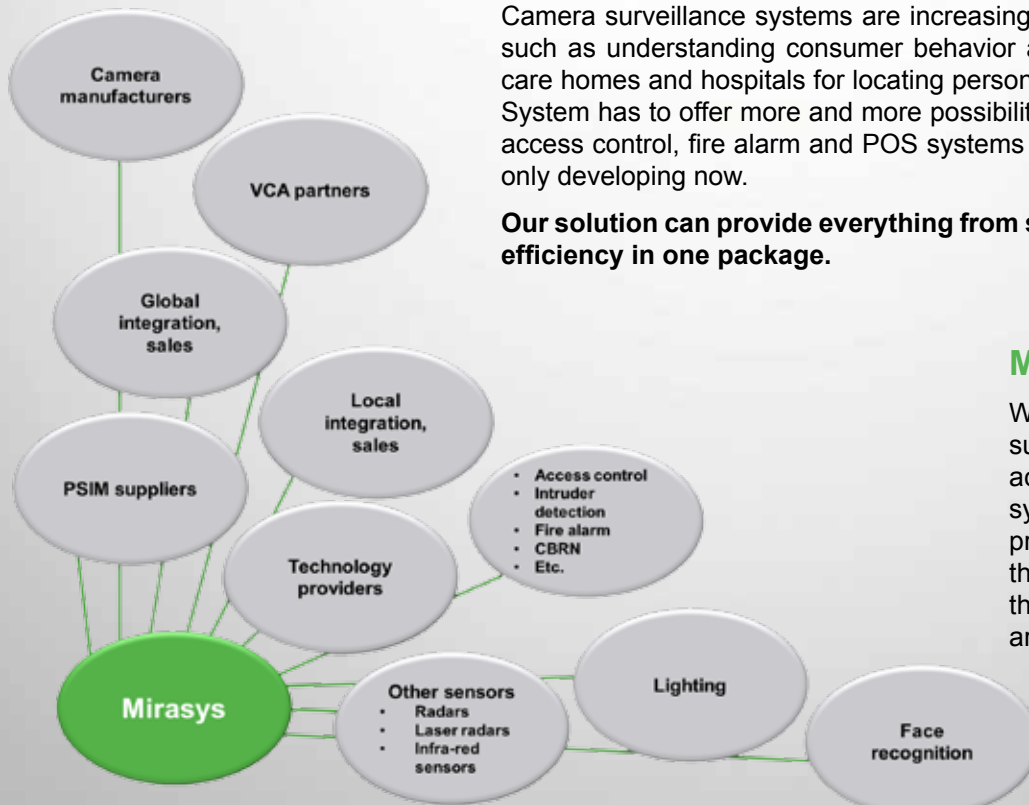 Camera surveillance systems are increasing
such as understanding consumer behavior
care homes and hospitals for locating person
System has to offer more and more
access control, fire alarm and POS systems
only developing now.
Our solution can provide everything from
efficiency in one package.
Camera
manufacturers
VCA partners
Global
integration,
sales
Local
integration,
sales
PSIM suppliers
• Access control
• Intruder
detection
• Fire alarm
• CBRN
• Etc.
Technology
providers
Mirasys
Other sensors
• Radars
• Laser radars
• Infra-red
sensors
Lighting
Face
recognition
M
W
su
ac
sy
pr
th
th